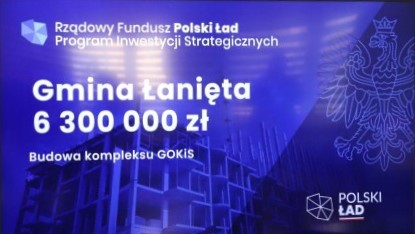 Rządowy Fundusz Polski Ład
Program Inwestycji Strategicznych
Gmina Łanięta
6 300 000 zł
Budowa kompleksu GOKiS
POLSKI
ŁAD